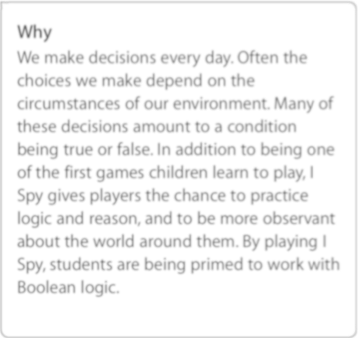 Why
We make decisions every day. Often the
choices we make depend on the
circumstances of our environment. Many of
these decisions amount to a condition
being true or false. In addition to being one
of the first games children learn to play, I
Spy gives players the chance to practice
logic and reason, and to be more observant
about the world around them. By playing I
Spy, students are being primed to work with
Boolean logic.